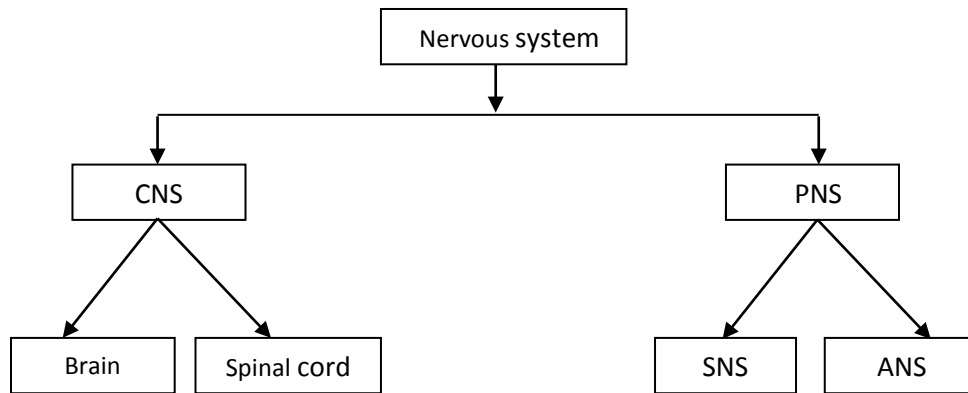 Nervous system
CNS
PNS
Brain
Spinal cord
SNS
ANS